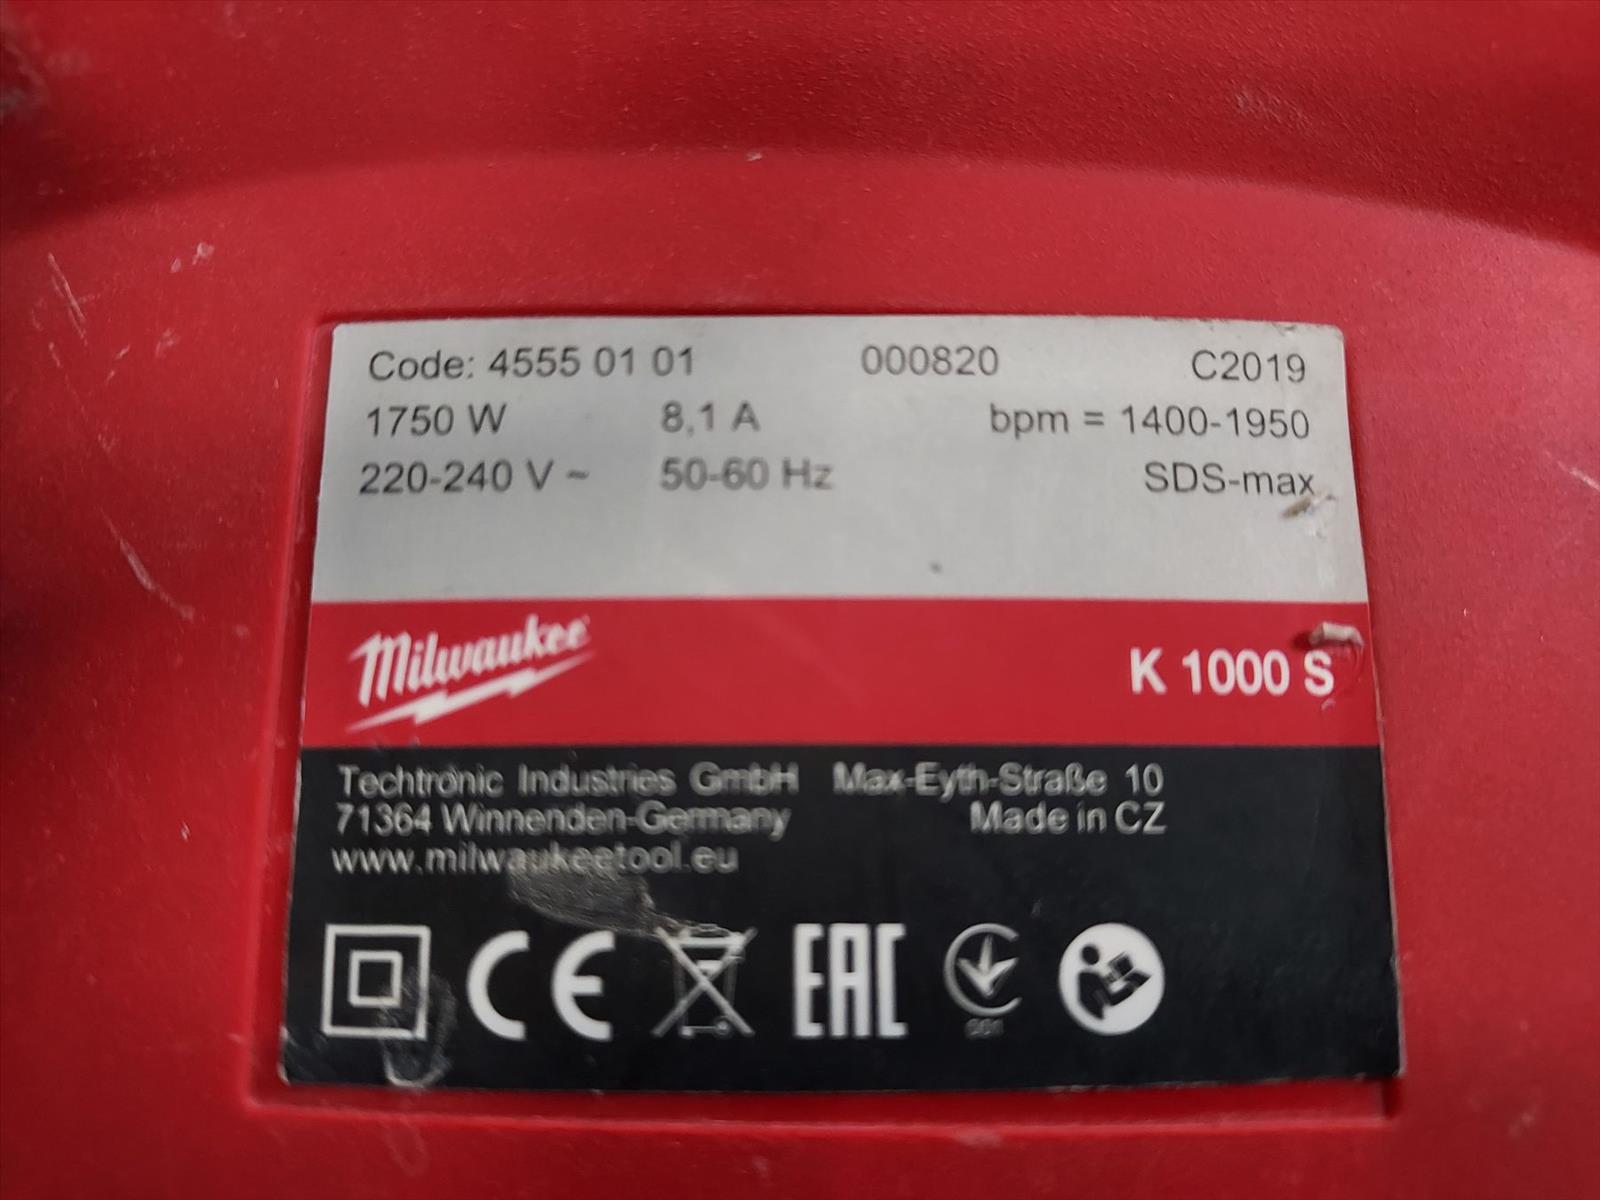 Code: 4555 01 01 000820 C2019
1750 W 8,1 A bpm = 1400-1950
220-240 V ~ 50-60 Hz SDS-max
Milwaukee K 1000 S
Techtronic Industries GmbH Max-Eyth-Straße 10
71364 Winnenden-Germany Made in CZ
www.milwaukeetool.eu
CE EAC
001